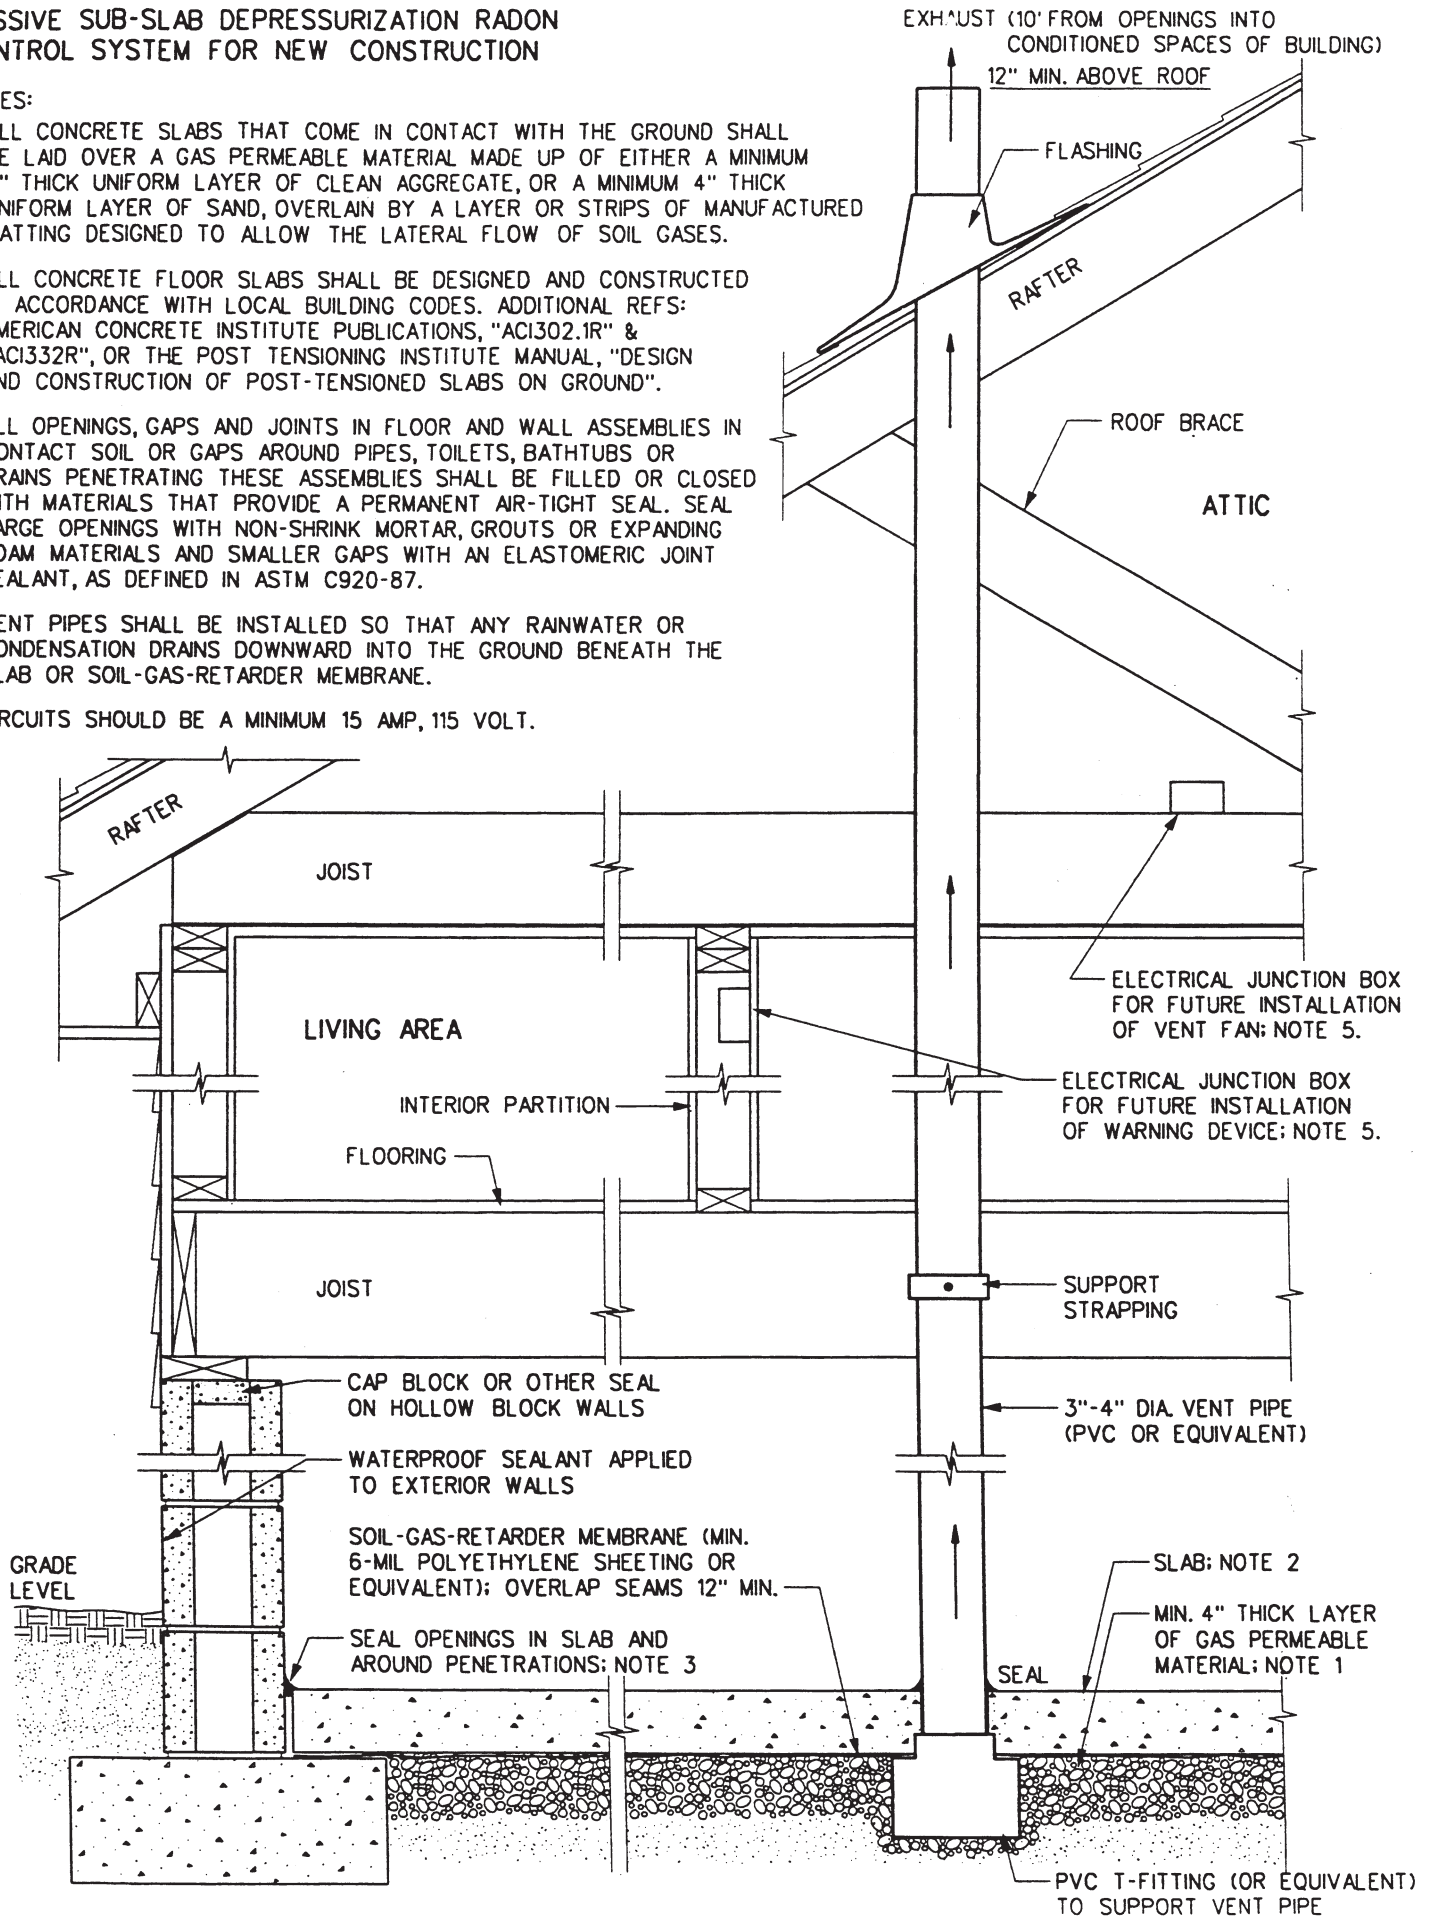 SSIVE SUB-SLAB DEPRESSURIZATION RADON
NTROL SYSTEM FOR NEW CONSTRUCTION
ES:
LL CONCRETE SLABS THAT COME IN CONTACT WITH THE GROUND SHALL
E LAID OVER A GAS PERMEABLE MATERIAL MADE UP OF EITHER A MINIMUM
" THICK UNIFORM LAYER OF CLEAN AGGREGATE, OR A MINIMUM 4" THICK
NIFORM LAYER OF SAND, OVERLAIN BY A LAYER OR STRIPS OF MANUFACTURED
ATTING DESIGNED TO ALLOW THE LATERAL FLOW OF SOIL GASES.
LL CONCRETE FLOOR SLABS SHALL BE DESIGNED AND CONSTRUCTED
ACCORDANCE WITH LOCAL BUILDING CODES. ADDITIONAL REFS:
MERICAN CONCRETE INSTITUTE PUBLICATIONS, "ACI302.1R" &
ACI332R", OR THE POST TENSIONING INSTITUTE MANUAL, "DESIGN
ND CONSTRUCTION OF POST-TENSIONED SLABS ON GROUND".
LL OPENINGS, GAPS AND JOINTS IN FLOOR AND WALL ASSEMBLIES IN
ONTACT SOIL OR GAPS AROUND PIPES, TOILETS, BATHTUBS OR
RAINS PENETRATING THESE ASSEMBLIES SHALL BE FILLED OR CLOSED
ITH MATERIALS THAT PROVIDE A PERMANENT AIR-TIGHT SEAL. SEAL
ARGE OPENINGS WITH NON-SHRINK MORTAR, GROUTS OR EXPANDING
OAM MATERIALS AND SMALLER GAPS WITH AN ELASTOMERIC JOINT
EALANT, AS DEFINED IN ASTM C920-87.
ENT PIPES SHALL BE INSTALLED SO THAT ANY RAINWATER OR
ONDENSATION DRAINS DOWNWARD INTO THE GROUND BENEATH THE
LAB OR SOIL-GAS-RETARDER MEMBRANE.
RCUITS SHOULD BE A MINIMUM 15 AMP, 115 VOLT.
EXHAUST (10' FROM OPENINGS INTO
CONDITIONED SPACES OF BUILDING)
12" MIN. ABOVE ROOF
FLASHING
RAFTER
ROOF BRACE
ATTIC
RAFTER
JOIST
LIVING AREA
ELECTRICAL JUNCTION BOX
FOR FUTURE INSTALLATION
OF VENT FAN; NOTE 5.
ELECTRICAL JUNCTION BOX
FOR FUTURE INSTALLATION
OF WARNING DEVICE; NOTE 5.
INTERIOR PARTITION
FLOORING
JOIST
SUPPORT
STRAPPING
CAP BLOCK OR OTHER SEAL
ON HOLLOW BLOCK WALLS
3"-4" DIA. VENT PIPE
(PVC OR EQUIVALENT)
WATERPROOF SEALANT APPLIED
TO EXTERIOR WALLS
SOIL-GAS-RETARDER MEMBRANE (MIN.
6-MIL POLYETHYLENE SHEETING OR
EQUIVALENT); OVERLAP SEAMS 12" MIN.
GRADE
LEVEL
SLAB; NOTE 2
MIN. 4" THICK LAYER
OF GAS PERMEABLE
MATERIAL; NOTE 1
SEAL OPENINGS IN SLAB AND
AROUND PENETRATIONS; NOTE 3
SEAL
PVC T-FITTING (OR EQUIVALENT)
TO SUPPORT VENT PIPE